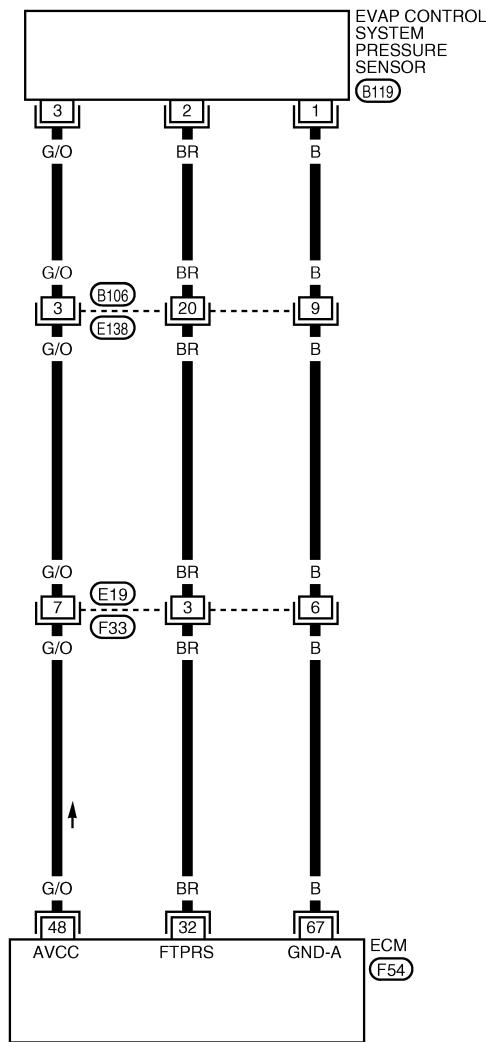 EVAP CONTROL
SYSTEM
PRESSURE
SENSOR
B119
3 2 1
G/O BR B
G/O BR B
B106
3 20 9
E138
G/O BR B
G/O BR B
E19
7 3 6
F33
G/O BR B
G/O BR B
48 32 67
AVCC FTPRS GND-A
ECM
F54